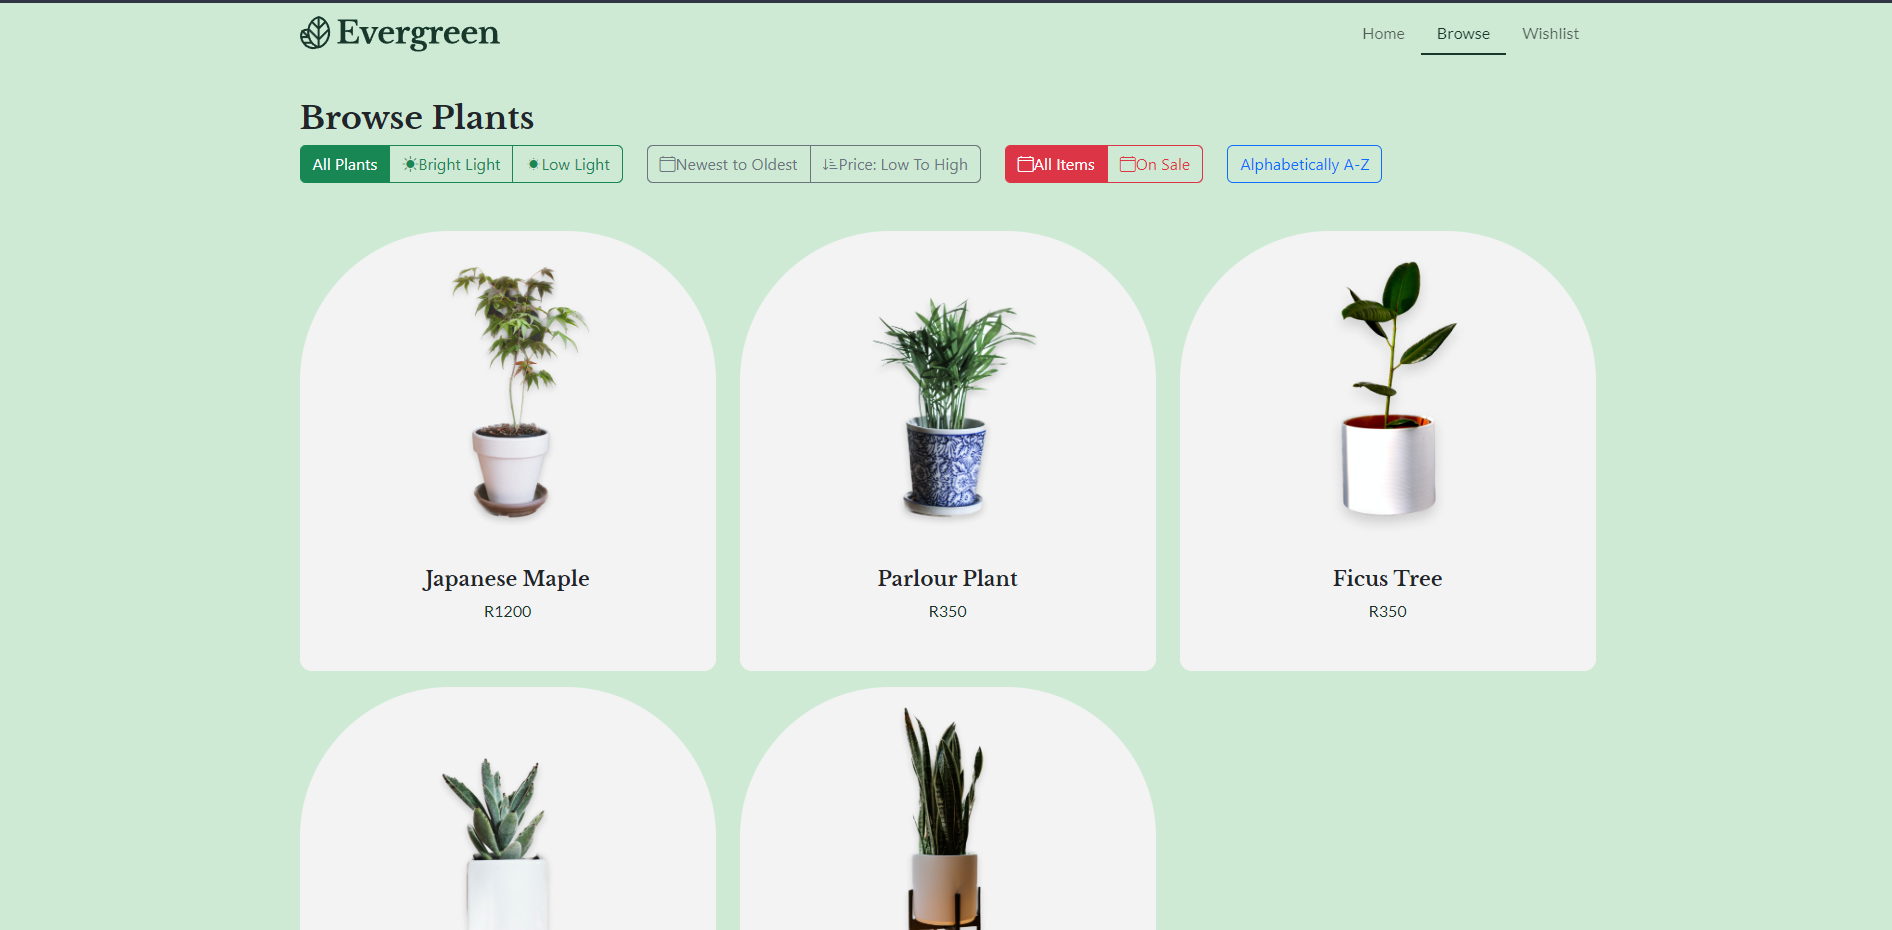 Evergreen
Home Browse Wishlist
Browse Plants
All Plants Bright Light Low Light Newest to Oldest Price: Low To High All Items On Sale Alphabetically A-Z
Japanese Maple
R1200
Parlour Plant
R350
Ficus Tree
R350